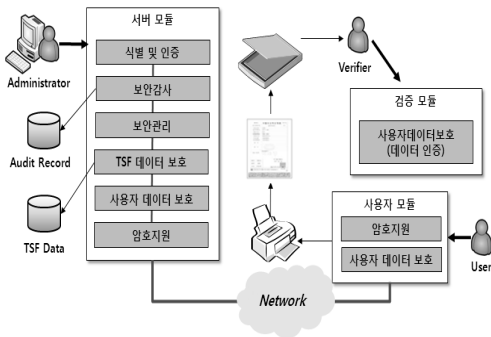 서버 모듈
식별 및 인증
보안감사
보안관리
TSF 데이터 보호
사용자 데이터 보호
암호지원
Administrator
Audit Record
TSF Data
Verifier
검증 모듈
사용자데이터보호
(데이터 인증)
사용자 모듈
암호지원
사용자 데이터 보호
User
Network